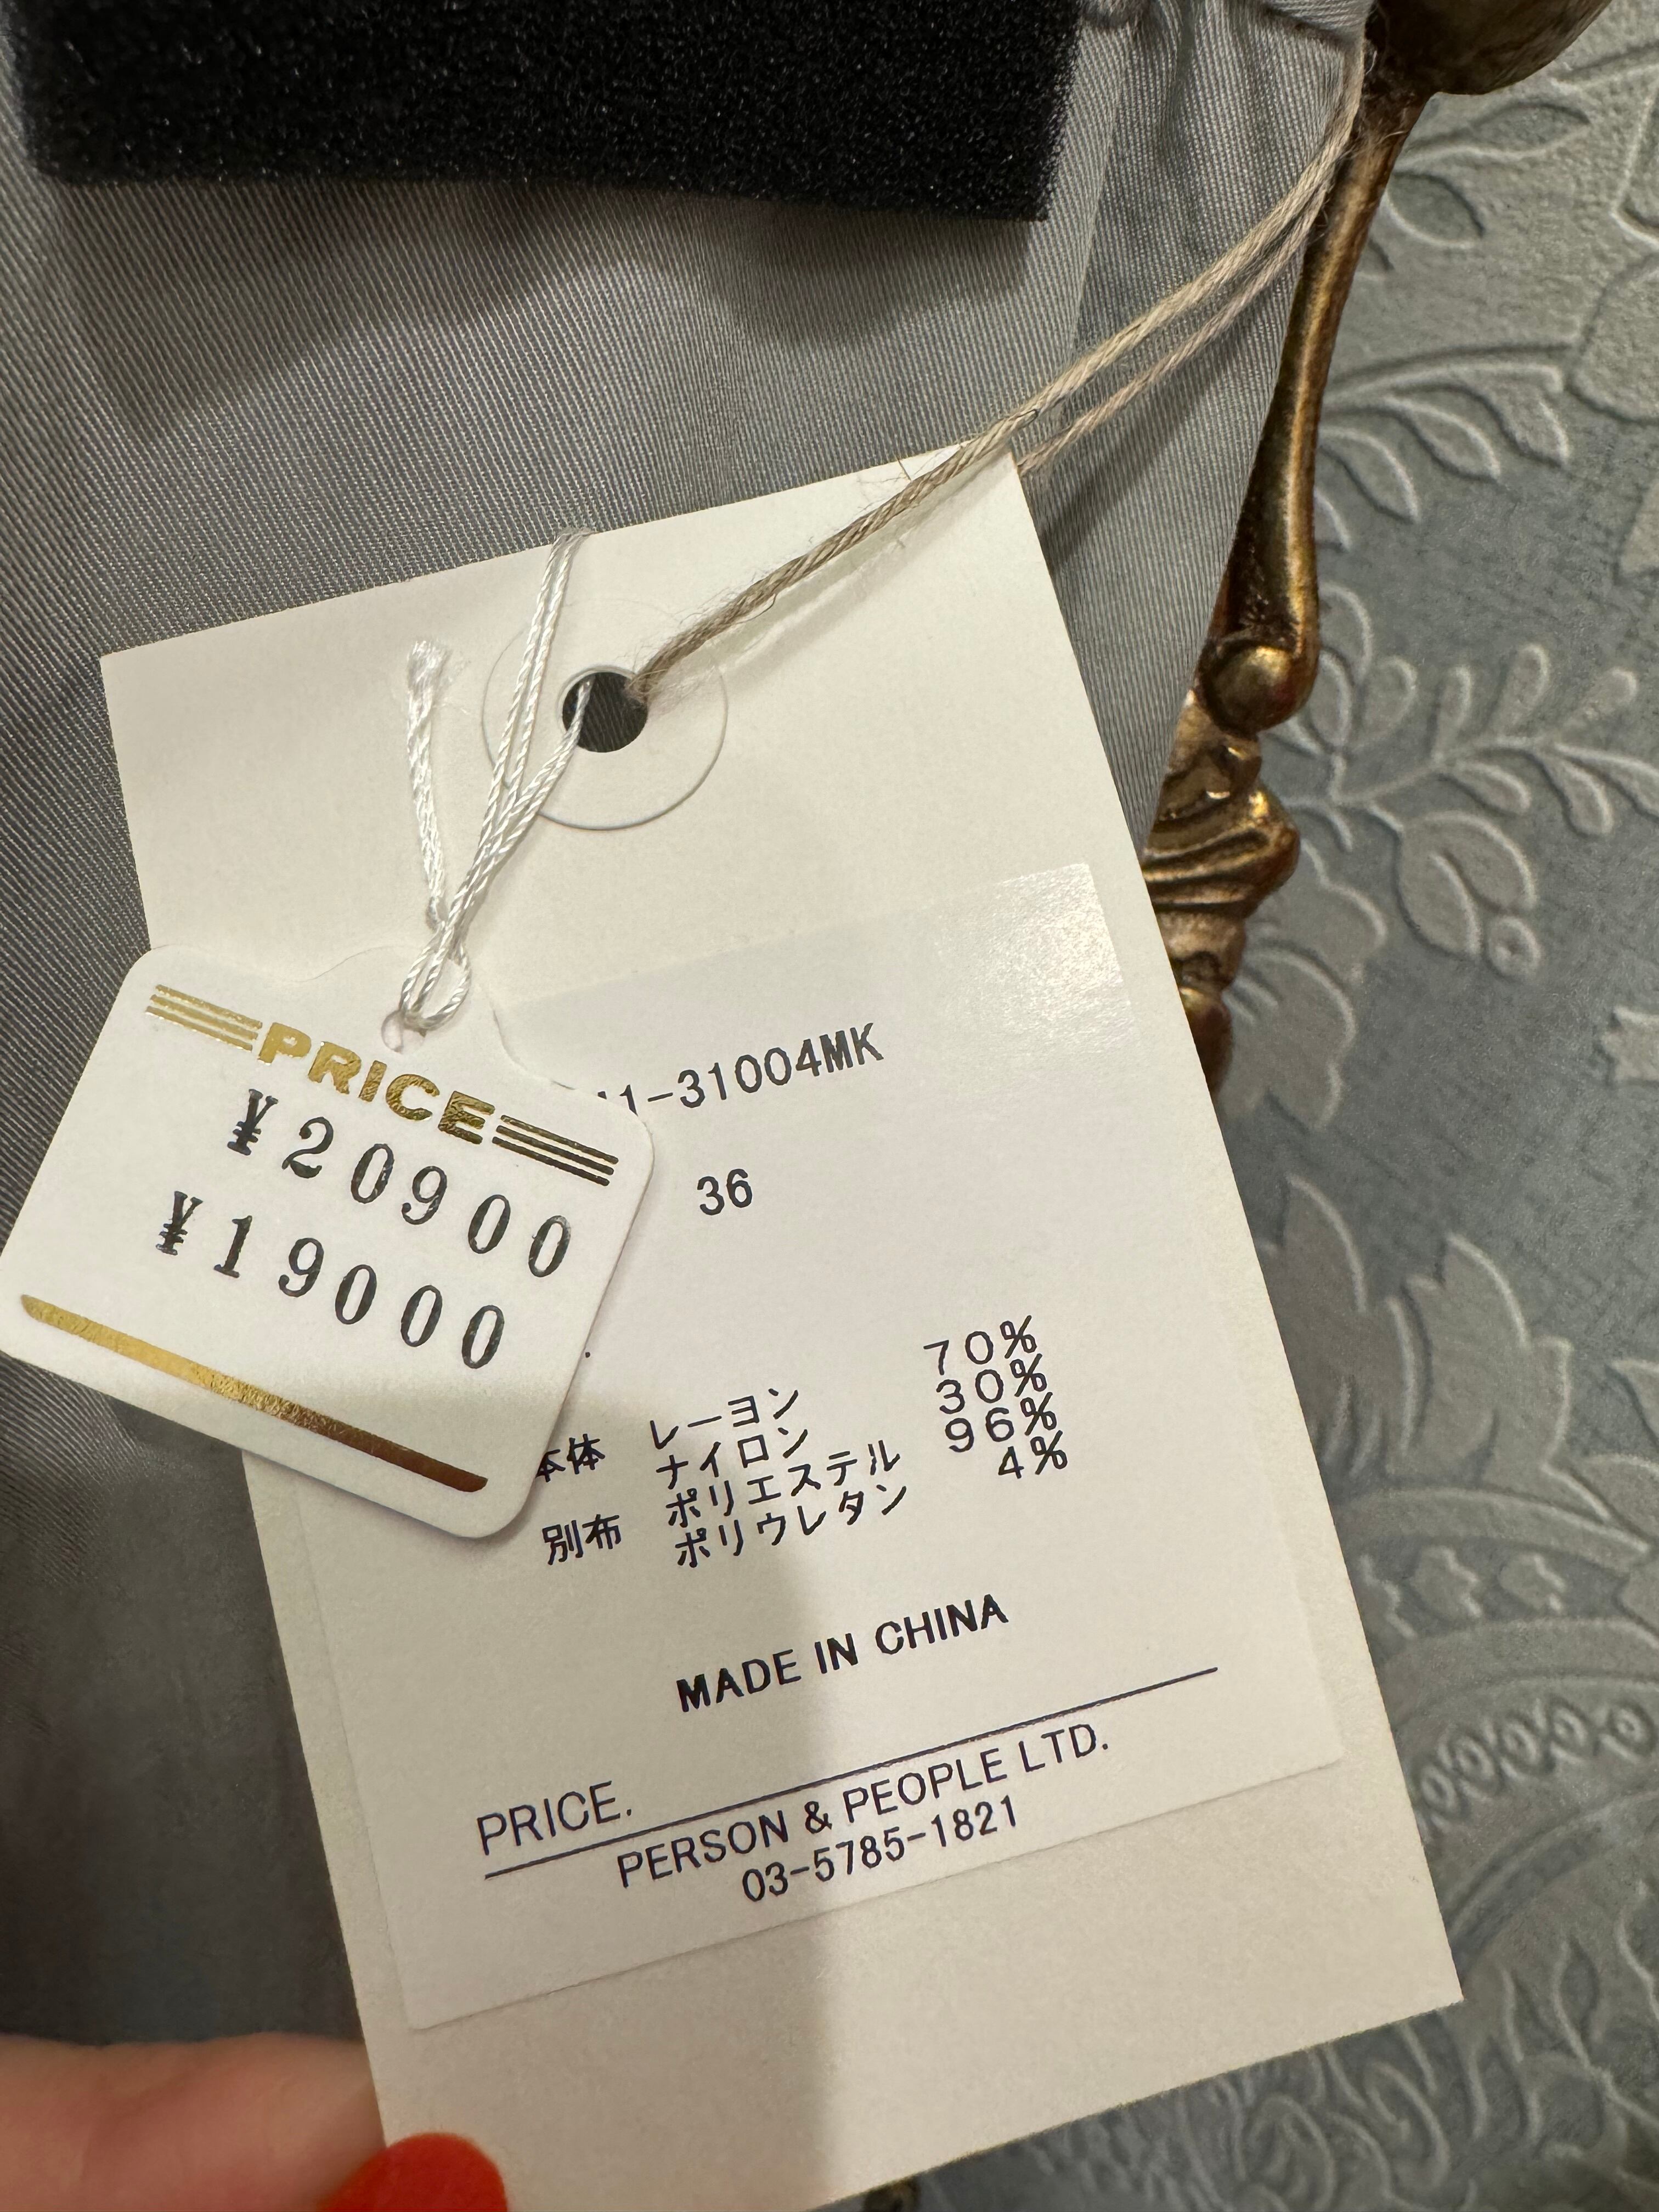 PRICE
¥20900
¥19000
11-31004MK
36
70%
30%
96%
4%
本体 レーヨン
ナイロン
ポリエステル
別布 ポリウレタン
MADE IN CHINA
PRICE.
PERSON & PEOPLE LTD.
03-5785-1821